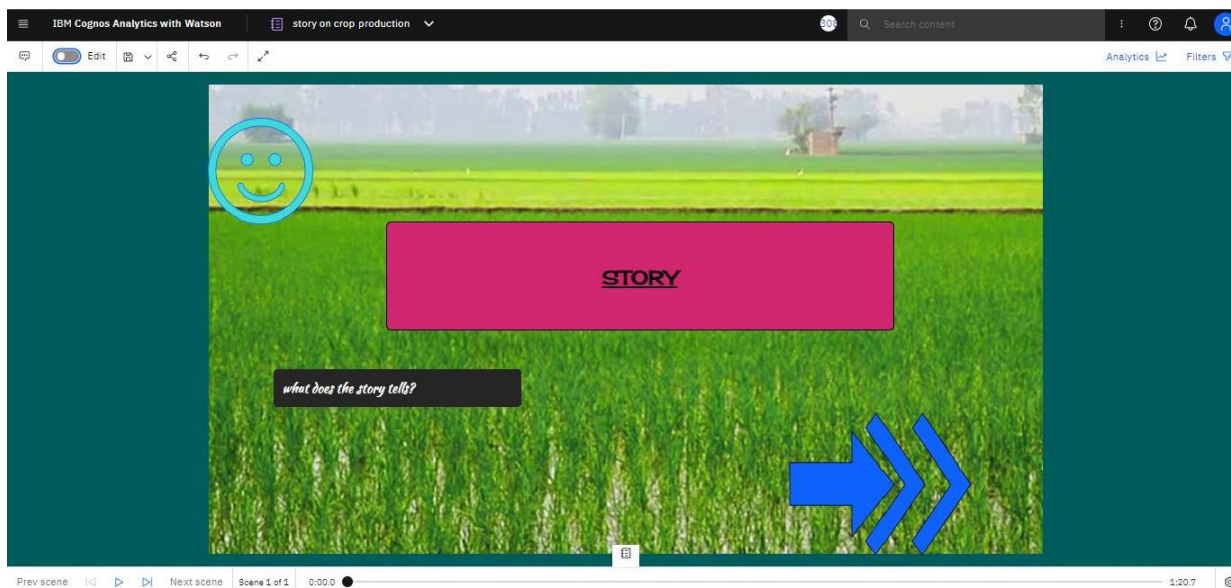 IBM Cognos Analytics with Watson
story on crop production
308
Search content
Edit
Analytics
Filters
STORY
what does the story tells?
Prev scene
Next scene
Scene 1 of 1
0:00.0
1:20.7